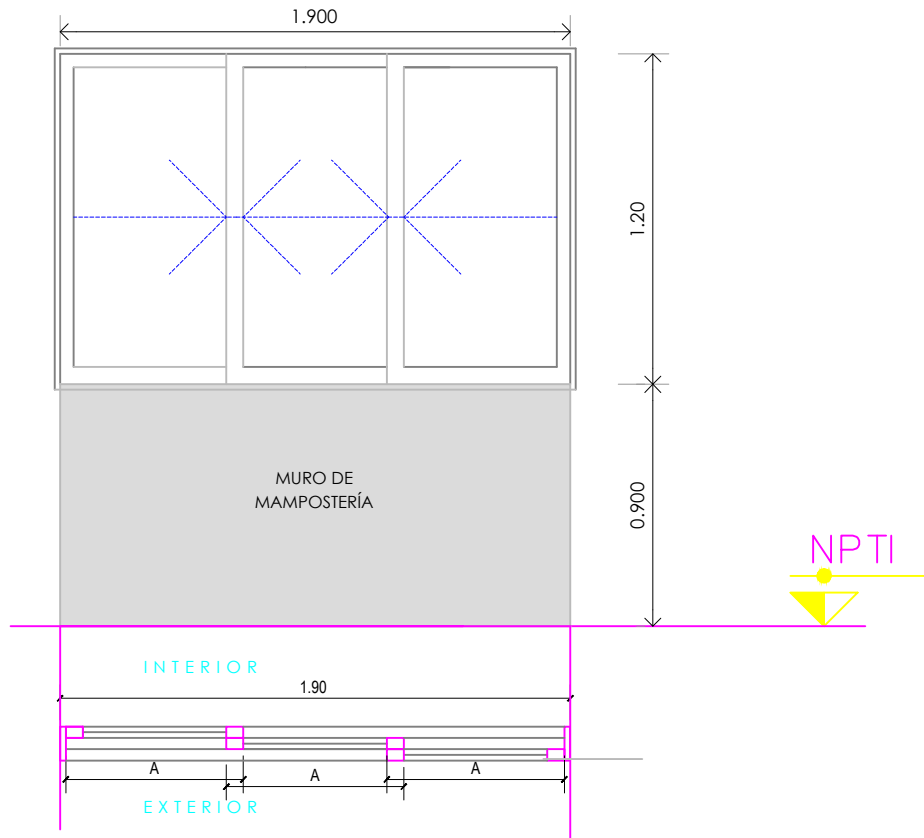 1.900
1.20
MURO DE
MAMPOSTERÍA
0.900
NPTI
INTERIOR
1.90
A
A
A
EXTERIOR